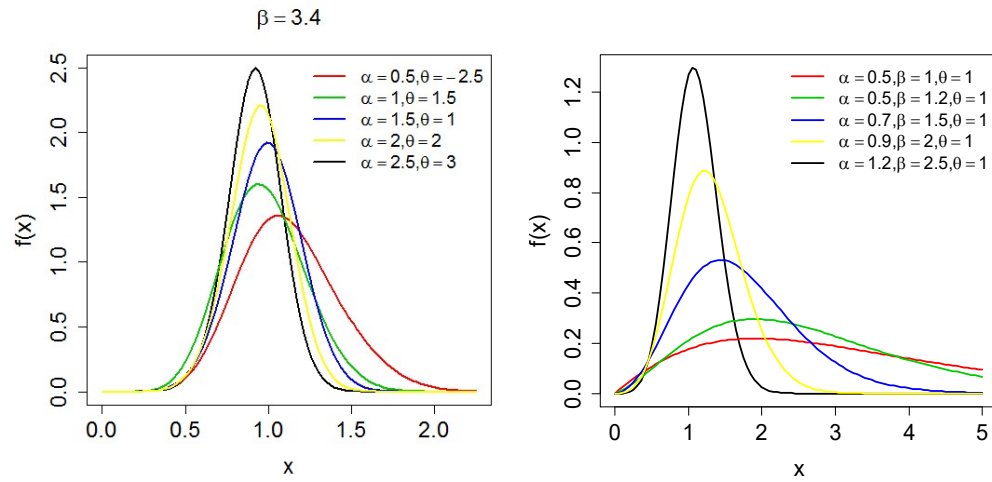 β = 3.4
α = 0.5,θ = − 2.5
α = 1,θ = 1.5
α = 1.5,θ = 1
α = 2,θ = 2
α = 2.5,θ = 3
f(x)
0.0 0.5 1.0 1.5 2.0 2.5
0.0 0.5 1.0 1.5 2.0
x
α = 0.5,β = 1,θ = 1
α = 0.5,β = 1.2,θ = 1
α = 0.7,β = 1.5,θ = 1
α = 0.9,β = 2,θ = 1
α = 1.2,β = 2.5,θ = 1
f(x)
0.0 0.2 0.4 0.6 0.8 1.0 1.2
0 1 2 3 4 5
x